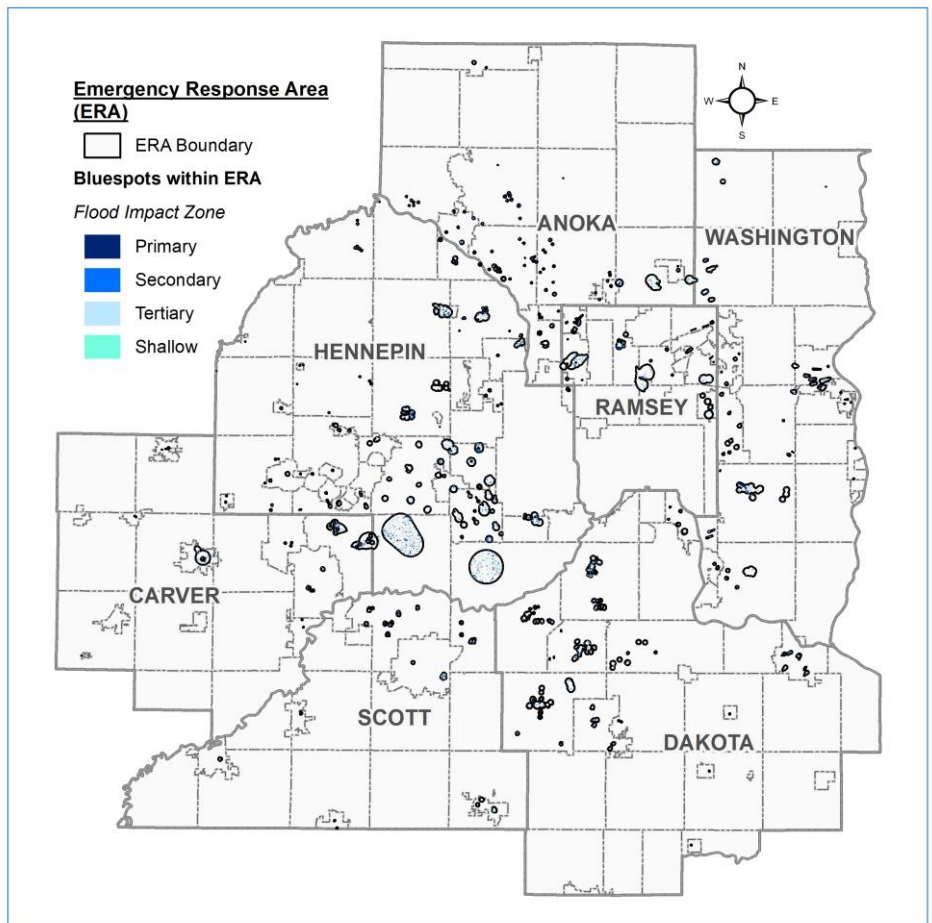 Emergency Response Area
(ERA)
ERA Boundary
Bluespots within ERA
Flood Impact Zone
Primary
Secondary
Tertiary
Shallow
N
W E
S
ANOKA
WASHINGTON
HENNEPIN
RAMSEY
CARVER
SCOTT
DAKOTA